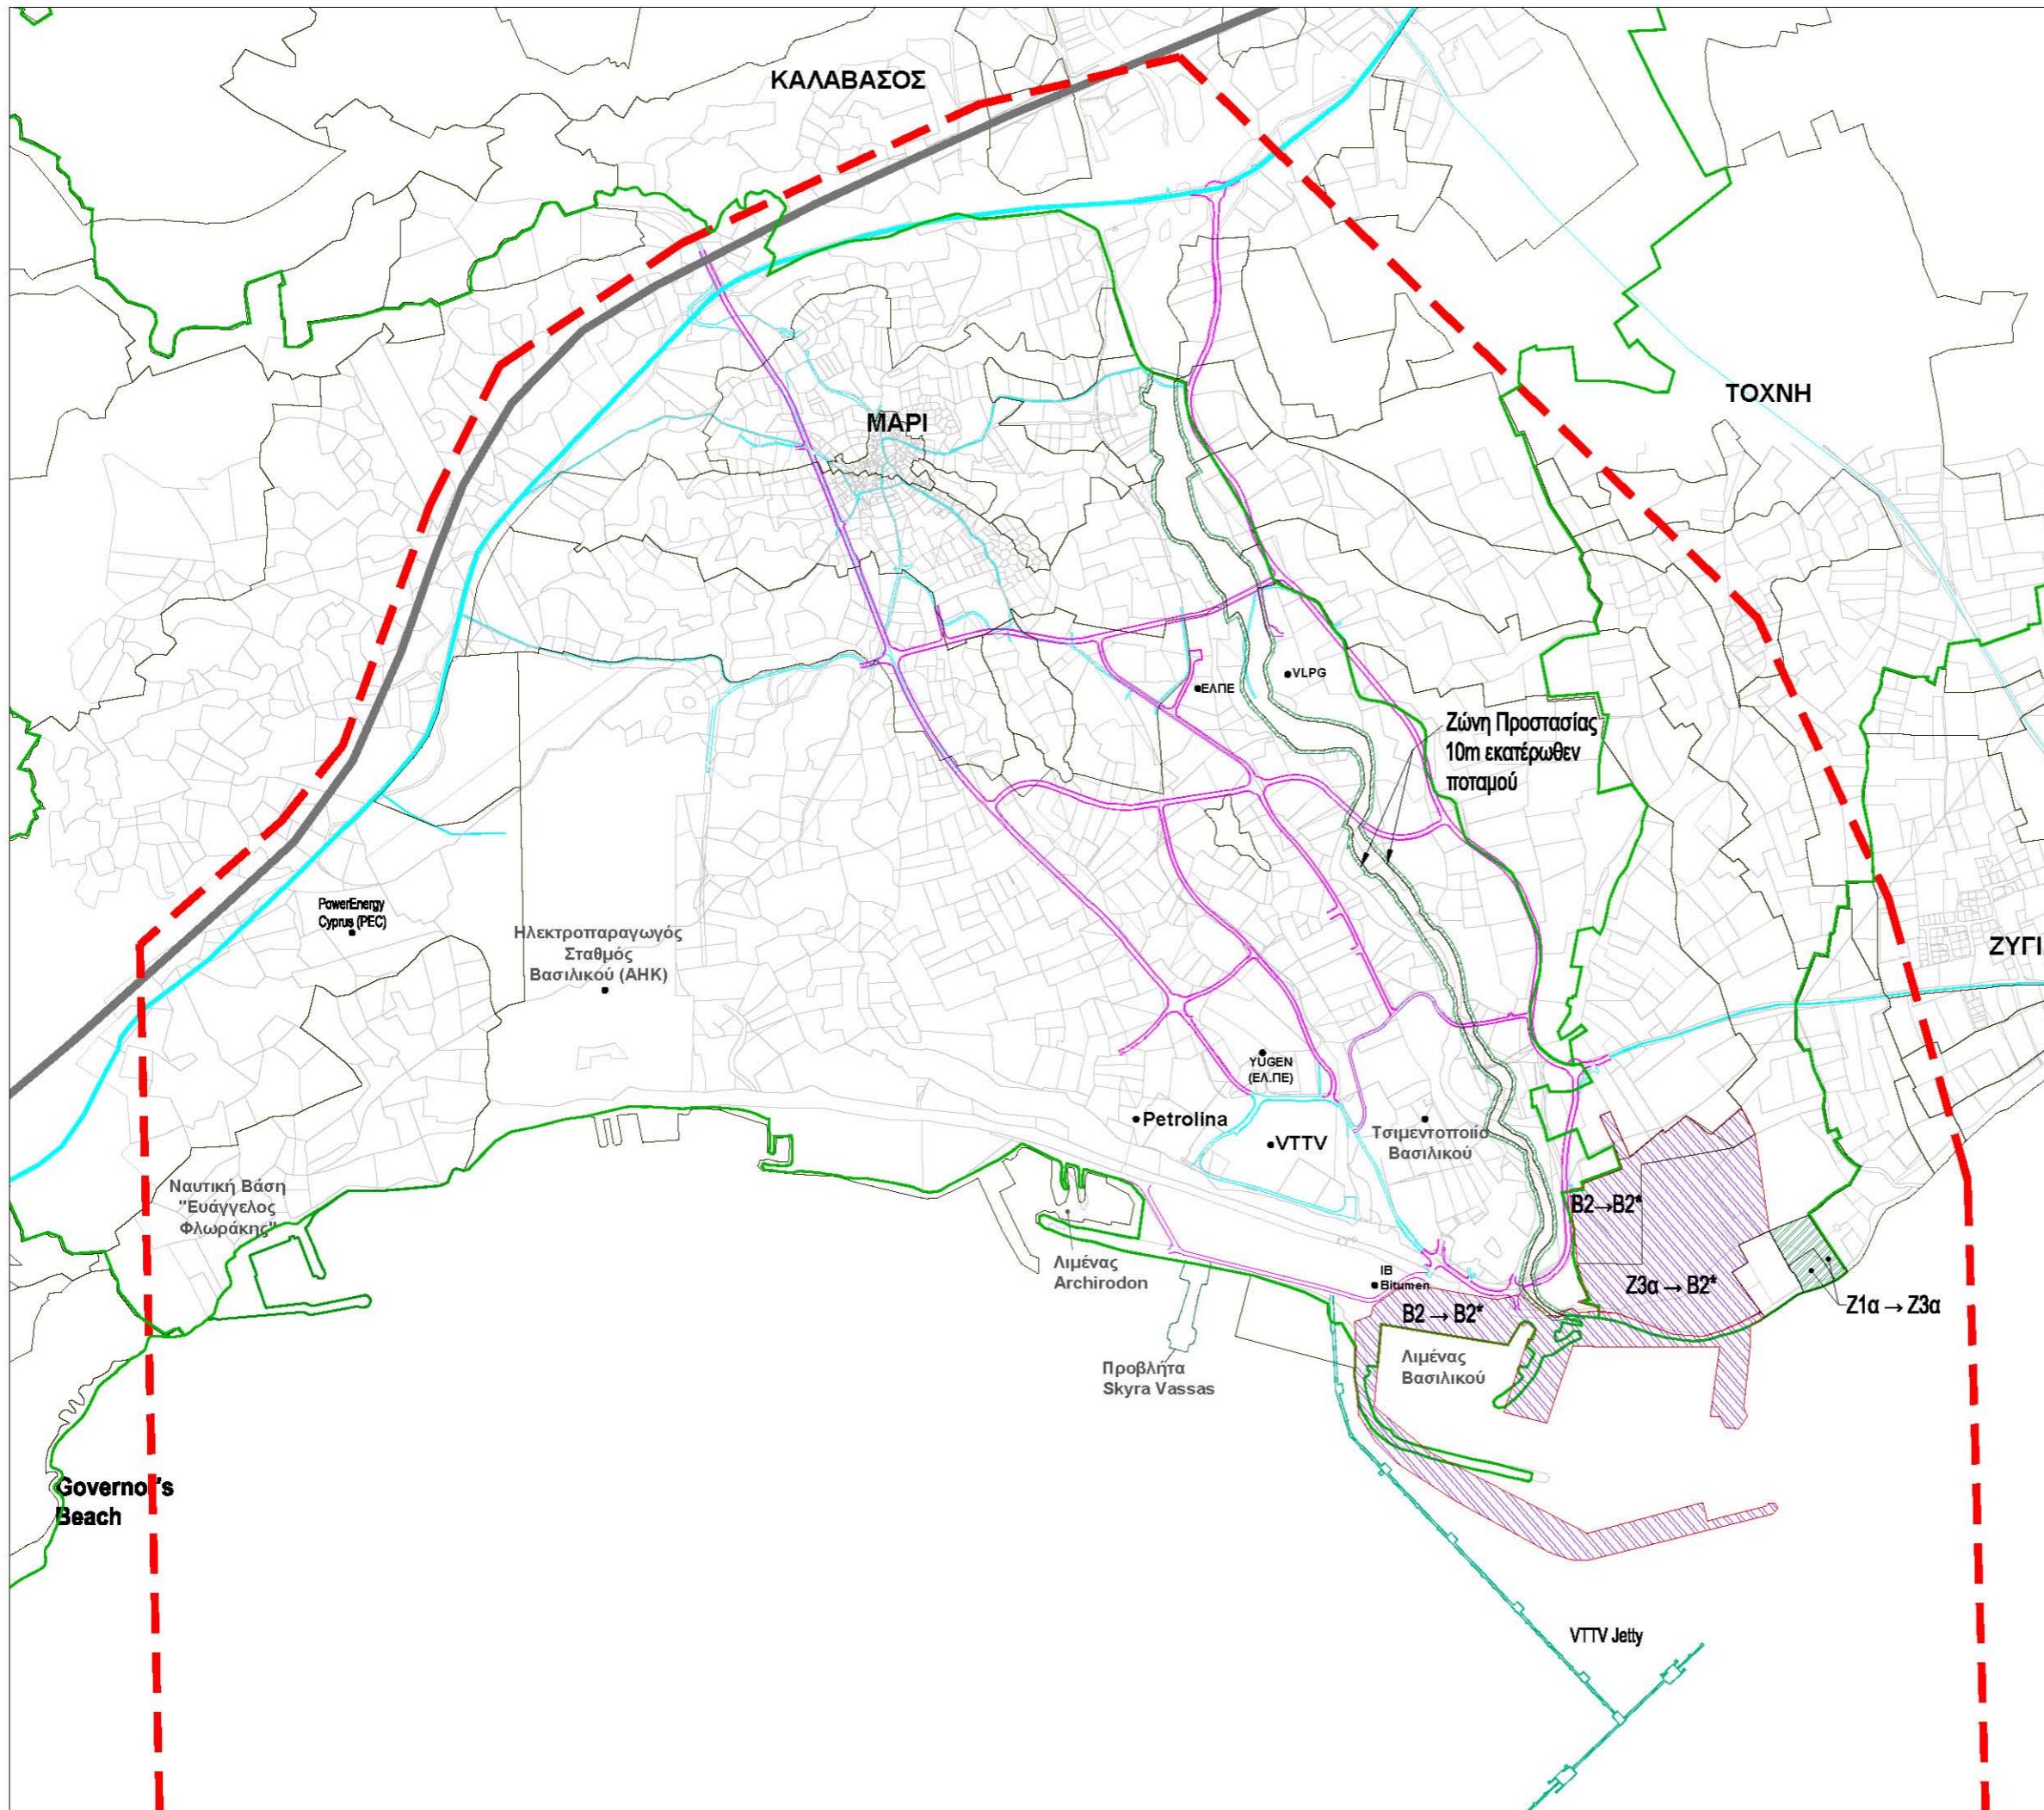 ΚΑΛΑΒΑΣΟΣ
ΤΟΧΝΗ
ΜΑΡΙ
VLPG
ΕΛΠΕ
Ζώνη Προστασίας
10m εκατέρωθεν
ποταμού
PowerEnergy
Cyprus (PEC)
Ηλεκτροπαραγωγός
Σταθμός
Βασιλικού (ΑΗΚ)
ΖΥΓΙ
YUGEN
(ΕΛ.ΠΕ)
Petrolina
VTTV
Τσιμεντοποιίο
Βασιλικού
Ναυτική Βάση
"Ευάγγελος
Φλωράκης"
B2→B2*
Λιμένας
Archirodon
IB
Bitumen
Z3α → B2*
Z1α → Z3α
B2 → B2*
Προβλήτα
Skyra Vassas
Λιμένας
Βασιλικού
Governor's
Beach
VTTV Jetty